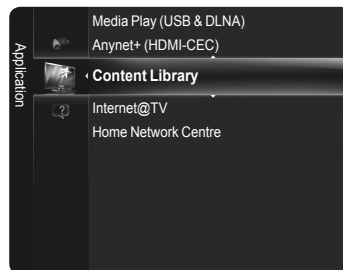 Application
Media Play (USB & DLNA)
Anynet+ (HDMI-CEC)
Content Library
Internet@TV
Home Network Centre